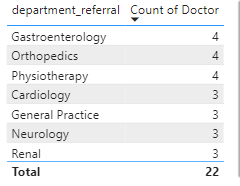 department_referral Count of Doctor
Gastroenterology 4
Orthopedics 4
Physiotherapy 4
Cardiology 3
General Practice 3
Neurology 3
Renal 3
Total 22